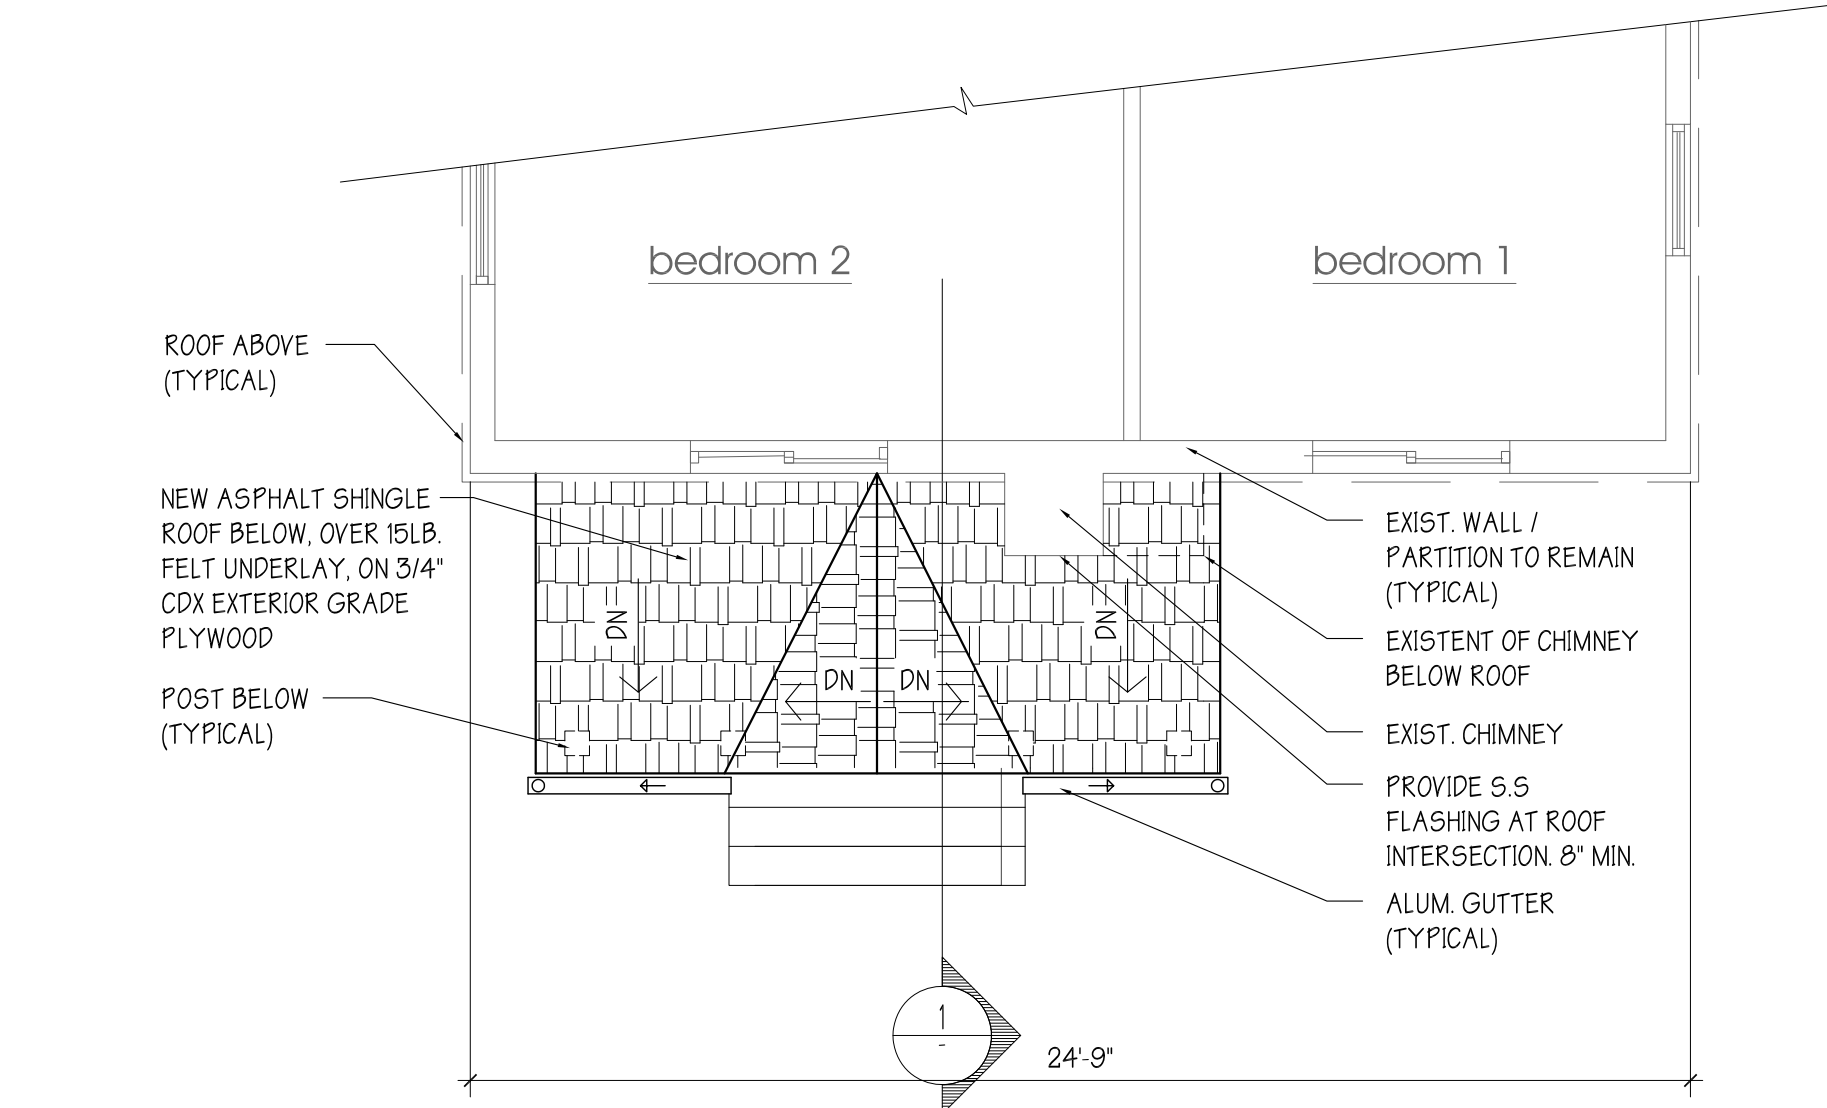 bedroom 2
bedroom 1
ROOF ABOVE
(TYPICAL)
NEW ASPHALT SHINGLE
ROOF BELOW, OVER 15LB.
FELT UNDERLAY, ON 3/4"
CDX EXTERIOR GRADE
PLYWOOD
POST BELOW
(TYPICAL)
DN
DN
DN
DN
EXIST. WALL /
PARTITION TO REMAIN
(TYPICAL)
EXISTENT OF CHIMNEY
BELOW ROOF
EXIST. CHIMNEY
PROVIDE S.S
FLASHING AT ROOF
INTERSECTION. 8" MIN.
ALUM. GUTTER
(TYPICAL)
1
-
24'-9"